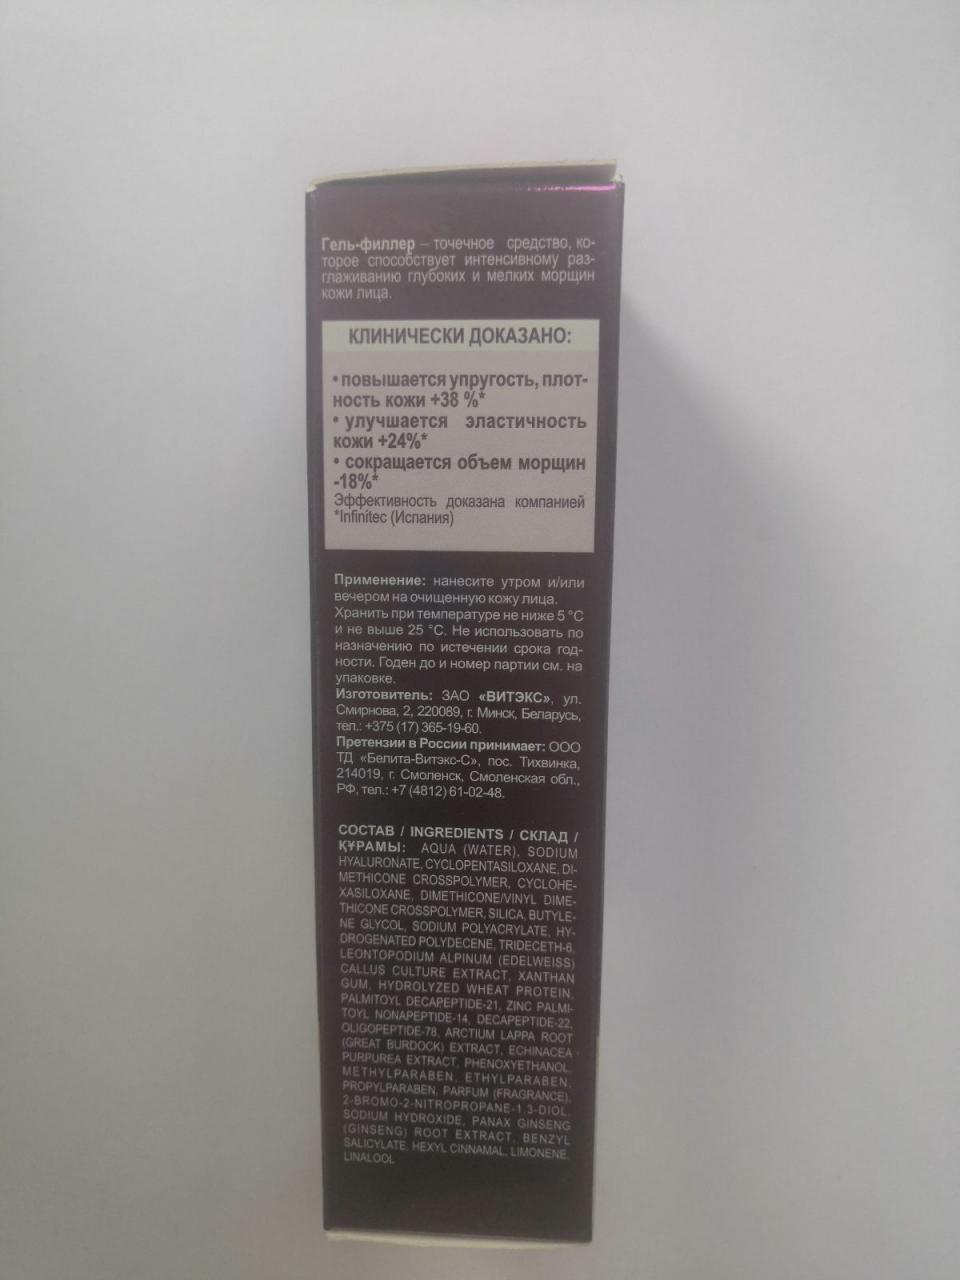 Гель-филлер – точечное средство, ко-
торое способствует интенсивному раз-
глаживанию глубоких и мелких морщин
кожи лица.
КЛИНИЧЕСКИ ДОКАЗАНО:
• повышается упругость, плот-
ность кожи +38 %*
• улучшается эластичность
кожи +24%*
• сокращается объем морщин
-18%*
Эффективность доказана компанией
*Infinitec (Испания)
Применение: нанесите утром и/или
вечером на очищенную кожу лица.
Хранить при температуре не ниже 5 °С
и не выше 25 °С. Не использовать по
назначению по истечении срока год-
ности. Годен до и номер партии см. на
упаковке.
Изготовитель: ЗАО «ВИТЭКС», ул.
Смирнова, 2, 220089, г. Минск, Беларусь,
тел.: +375 (17) 365-19-60.
Претензии в России принимает: ООО
ТД «Белита-Витэкс-С», пос. Тихвинка,
214019, г. Смоленск, Смоленская обл.,
РФ, тел.: +7 (4812) 61-02-48.
СОСТАВ / INGREDIENTS / СКЛАД /
ҚҰРАМЫ: AQUA (WATER), SODIUM
HYALURONATE, CYCLOPENTASILOXANE, DI-
METHICONE CROSSPOLYMER, CYCLOHE-
XASILOXANE, DIMETHICONE/VINYL DIME-
THICONE CROSSPOLYMER, SILICA, BUTYLE-
NE GLYCOL, SODIUM POLYACRYLATE, HY-
DROGENATED POLYDECENE, TRIDECETH-6,
LEONTOPODIUM ALPINUM (EDELWEISS)
CALLUS CULTURE EXTRACT, XANTHAN
GUM, HYDROLYZED WHEAT PROTEIN,
PALMITOYL DECAPEPTIDE-21, ZINC PALMI-
TOYL NONAPEPTIDE-14, DECAPEPTIDE-22,
OLIGOPEPTIDE-78, ARCTIUM LAPPA ROOT
(GREAT BURDOCK) EXTRACT, ECHINACEA
PURPUREA EXTRACT, PHENOXYETHANOL,
METHYLPARABEN, ETHYLPARABEN,
PROPYLPARABEN, PARFUM (FRAGRANCE),
2-BROMO-2-NITROPROPANE-1,3-DIOL,
SODIUM HYDROXIDE, PANAX GINSENG
(GINSENG) ROOT EXTRACT, BENZYL
SALICYLATE, HEXYL CINNAMAL, LIMONENE,
LINALOOL